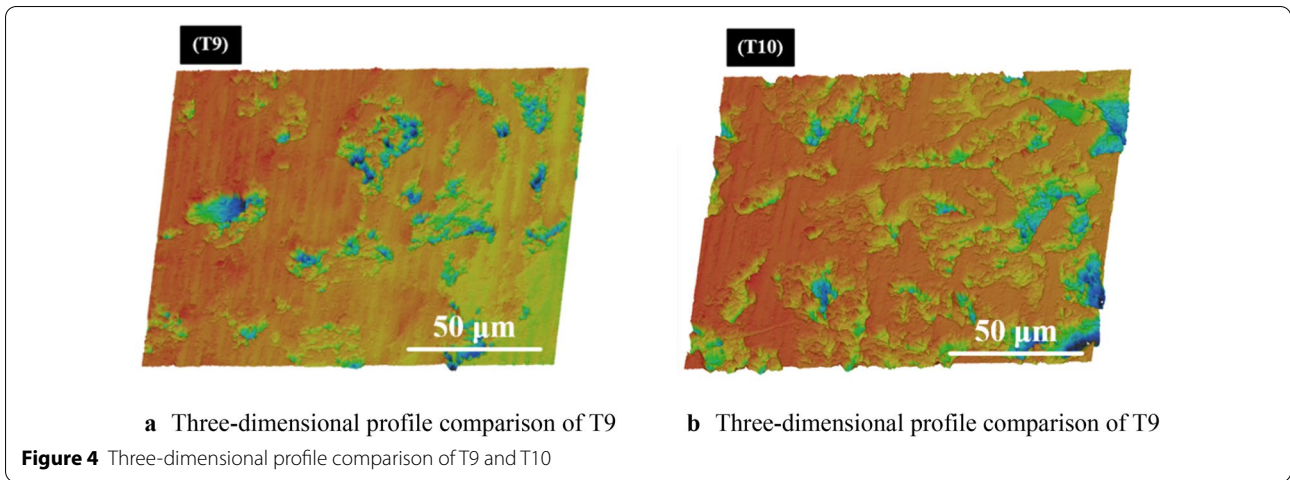 (T9)
(T10)
50 µm
50 µm
a Three-dimensional profile comparison of T9
b Three-dimensional profile comparison of T9
Figure 4 Three-dimensional profile comparison of T9 and T10